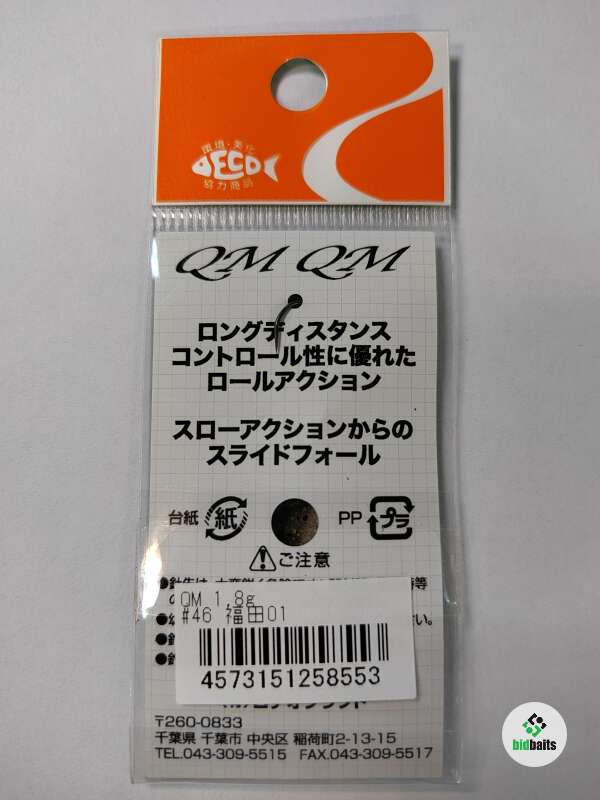 環境・美化
ECO
協力商品
QM QM
ロングディスタンス
コントロール性に優れた
ロールアクション
スローアクションからの
スライドフォール
台紙 紙 PP プラ
ご注意
QM 1.8g
#46 福田01
4573151258553
〒260-0833
千葉県 千葉市 中央区 稲荷町2-13-15
TEL.043-309-5515 FAX.043-309-5517
bidbaits